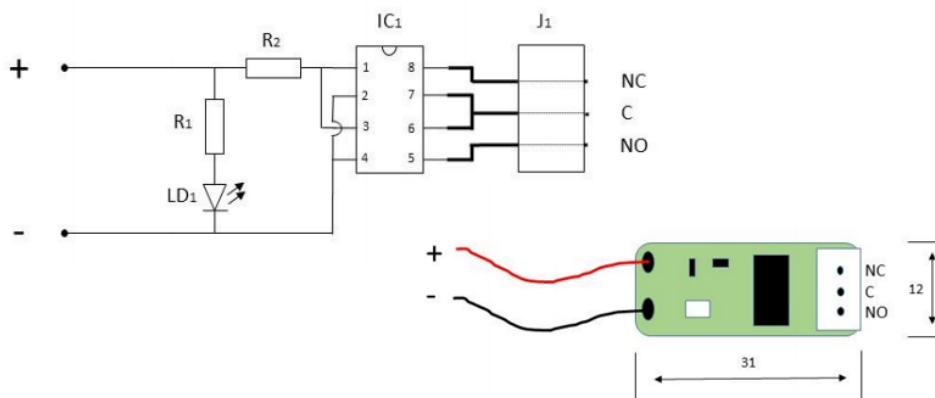 IC₁ J₁
R₂
+
1 8
NC
2 7
C
R₁
3 6
NO
4 5
LD₁
-
+
NC
C
12
-
NO
31